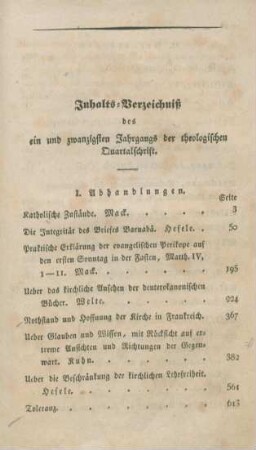 Inhalts-Verzeichniß
des
ein und zwanzigsten Jahrgangs der theologischen
Quartalschrift.
I. Abhandlungen.
Seite
Katholische Zustände. Mack. . . . . 3
Die Integrität des Briefes Barnabä. Hefele. . . 50
Praktische Erklärung der evangelischen Perikope auf
den ersten Sonntag in der Fasten, Matth. IV,
1—11. Mack. . . . . . 195
Ueber das kirchliche Ansehen der deuterokanonischen
Bücher. Welte. . . . . . 224
Nothstand und Hoffnung der Kirche in Frankreich. 367
Ueber Glauben und Wissen, mit Rücksicht auf ex-
treme Ansichten und Richtungen der Gegen-
wart. Kuhn. . . . . . 382
Ueber die Beschränkung der kirchlichen Lehrfreiheit.
Hefele. . . . . . . 561
Toleranz. . . . . . . 613